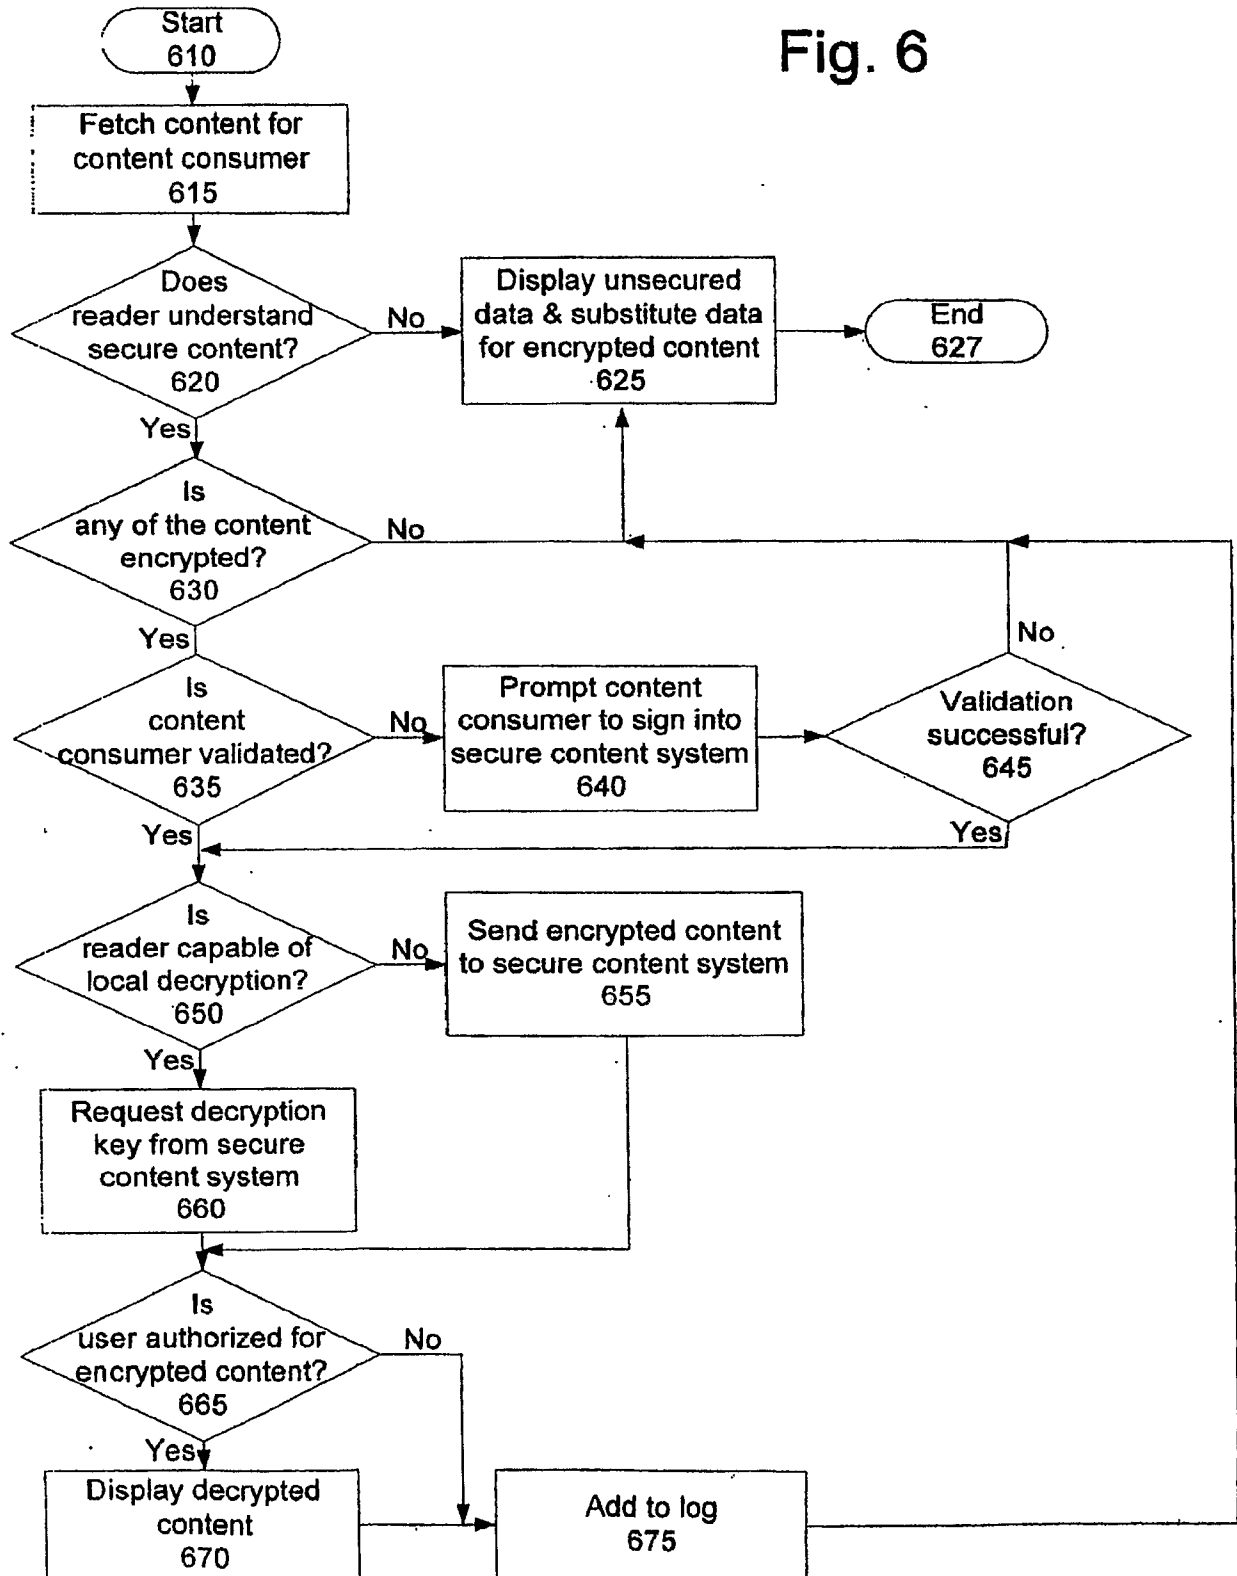 Fig. 6
Start
610
Fetch content for
content consumer
615
Does
reader understand
secure content?
620
No
Display unsecured
data & substitute data
for encrypted content
625
End
627
Yes
Is
any of the content
encrypted?
630
No
Yes
Is
content
consumer validated?
635
No
Prompt content
consumer to sign into
secure content system
640
Validation
successful?
645
No
Yes
Yes
Is
reader capable of
local decryption?
650
No
Send encrypted content
to secure content system
655
Yes
Request decryption
key from secure
content system
660
Is
user authorized for
encrypted content?
665
No
Yes
Display decrypted
content
670
Add to log
675